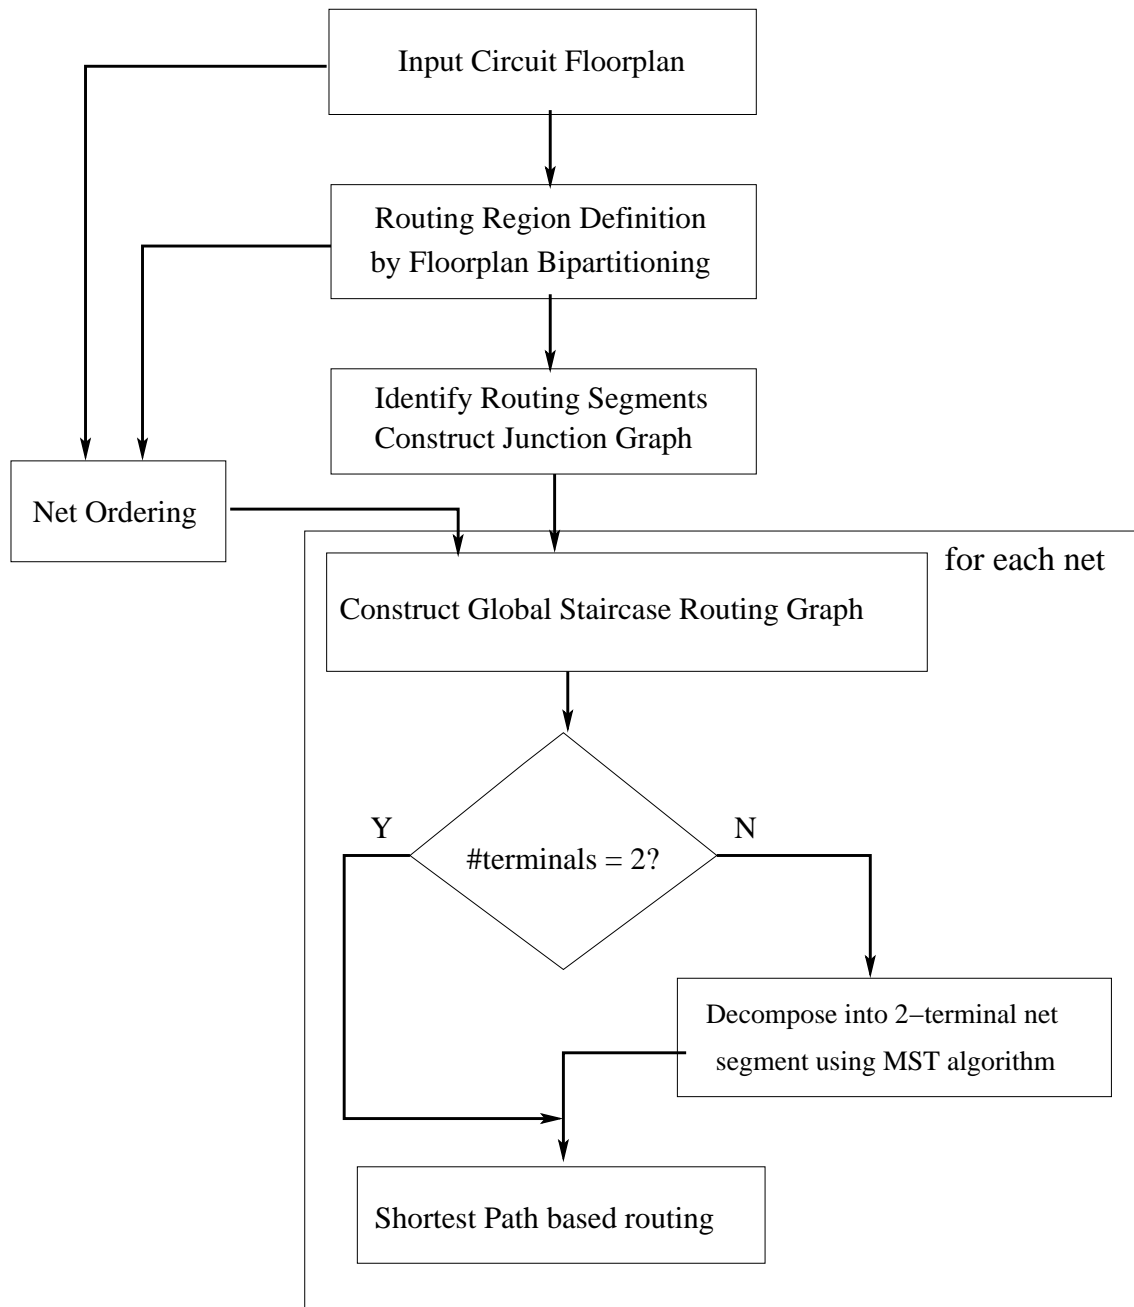 Input Circuit Floorplan
Routing Region Definition
by Floorplan Bipartitioning
Identify Routing Segments
Construct Junction Graph
Net Ordering
for each net
Construct Global Staircase Routing Graph
Y
N
#terminals = 2?
Decompose into 2−terminal net
segment using MST algorithm
Shortest Path based routing